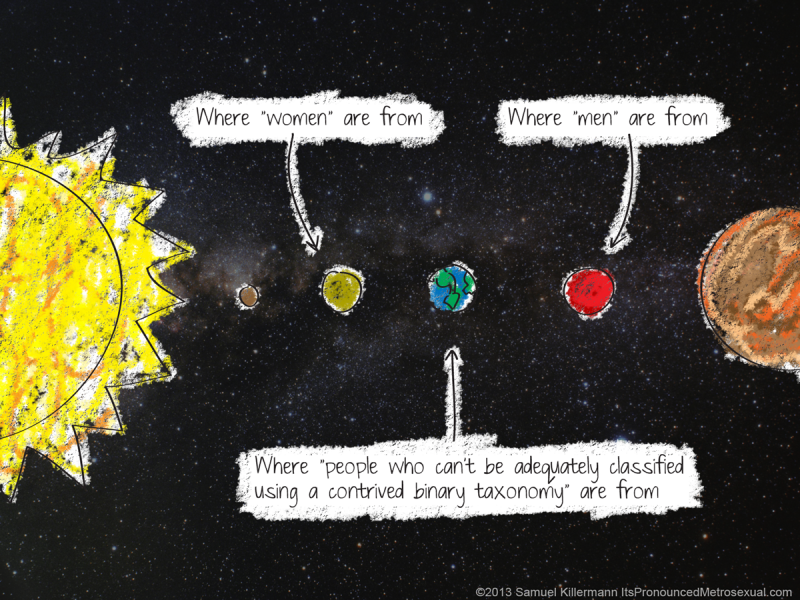 Where "women" are from
Where "men" are from
Where "people who can't be adequately classified
using a contrived binary taxonomy" are from
©2013 Samuel Killermann ItsPronouncedMetrosexual.com